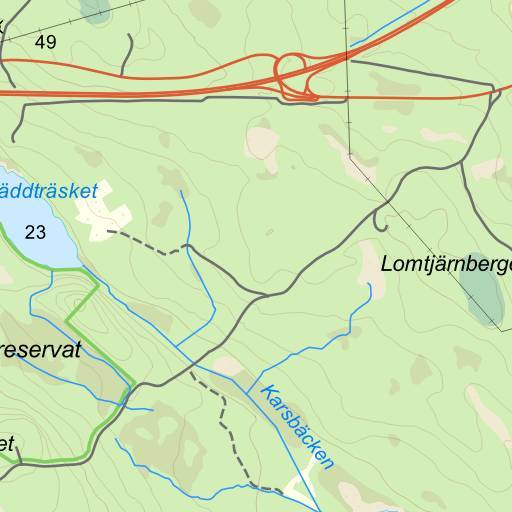 49
äddträsket
23
Lomtjärnberge
reservat
Karsbäcken
et